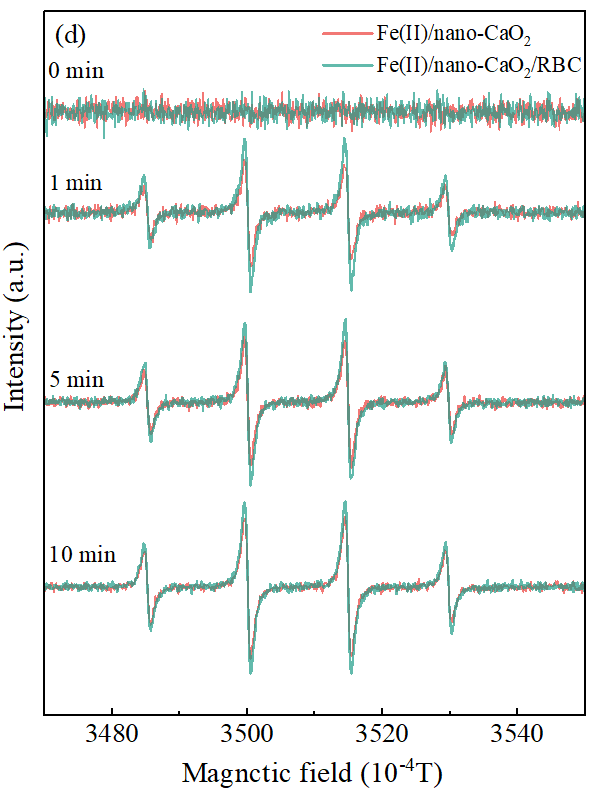 (d)
Fe(II)/nano-CaO₂
Fe(II)/nano-CaO₂/RBC
0 min
1 min
5 min
10 min
Intensity (a.u.)
3480 3500 3520 3540
Magnctic field (10⁻⁴T)